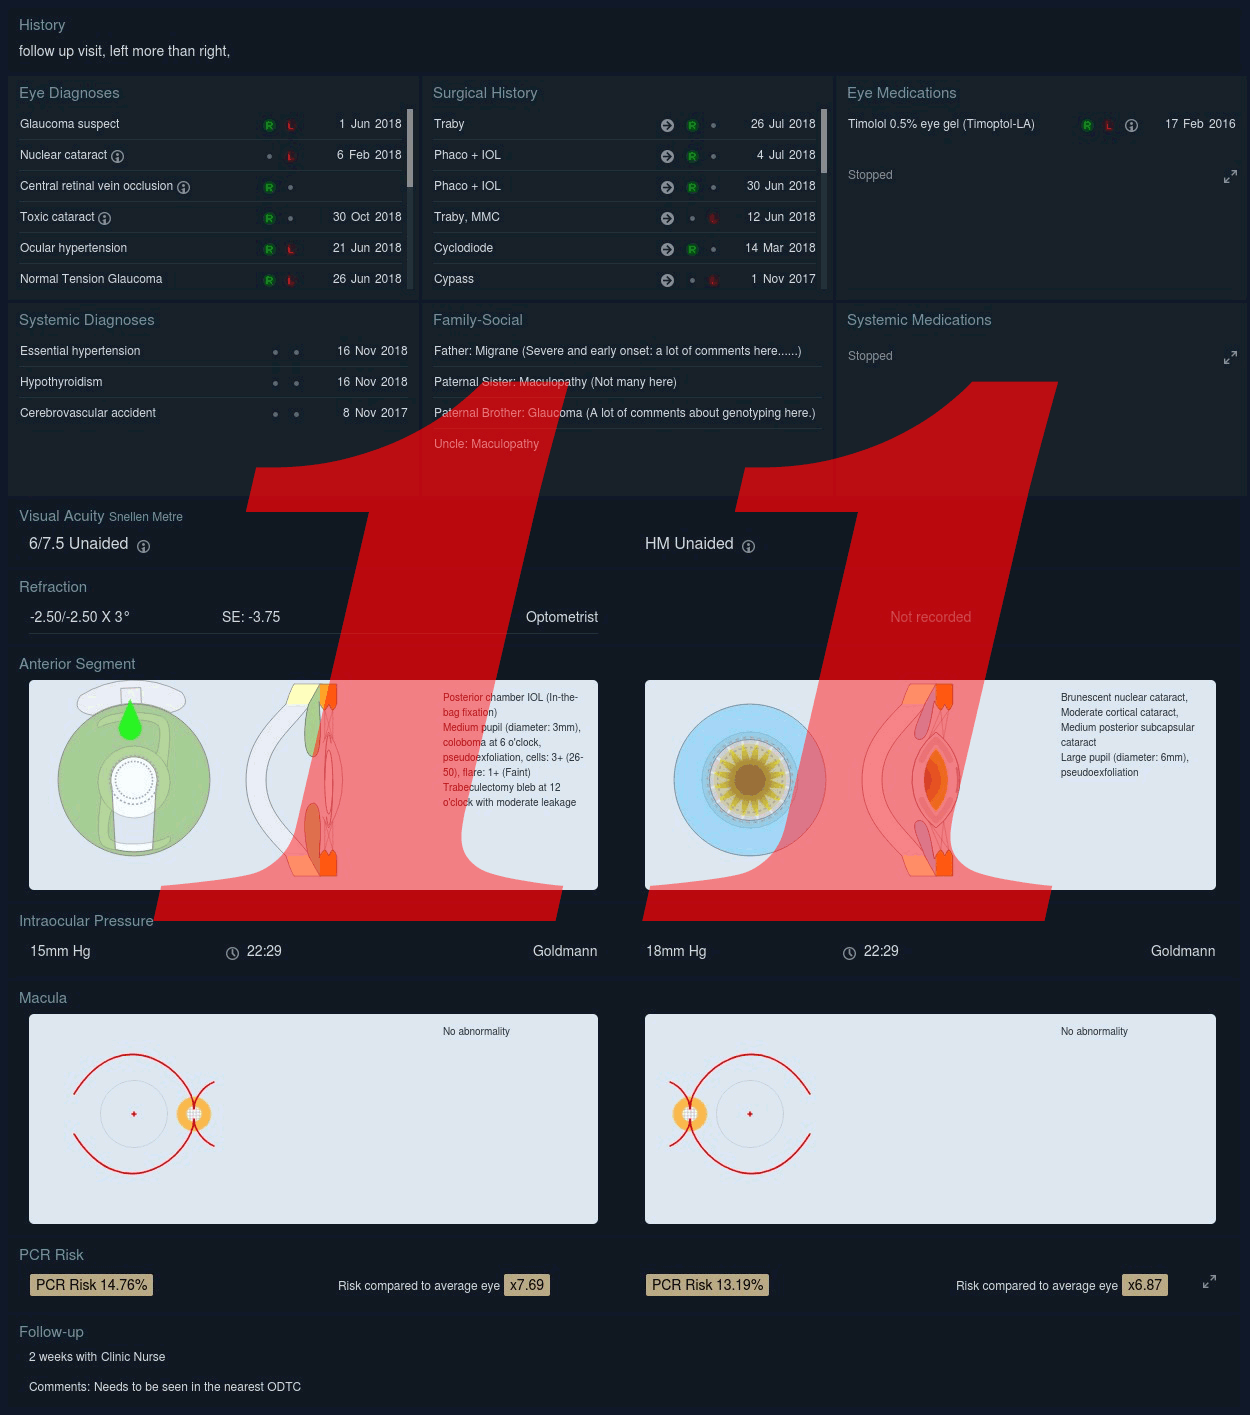 History
follow up visit, left more than right,
Eye Diagnoses
Glaucoma suspect R L 1 Jun 2018
Nuclear cataract L 6 Feb 2018
Central retinal vein occlusion R
Toxic cataract R 30 Oct 2018
Ocular hypertension R L 21 Jun 2018
Normal Tension Glaucoma R L 26 Jun 2018
Surgical History
Traby R 26 Jul 2018
Phaco + IOL R 4 Jul 2018
Phaco + IOL R 30 Jun 2018
Traby, MMC L 12 Jun 2018
Cyclodiode R 14 Mar 2018
Cypass L 1 Nov 2017
Eye Medications
Timolol 0.5% eye gel (Timoptol-LA) R L 17 Feb 2016
Stopped
Systemic Diagnoses
Essential hypertension 16 Nov 2018
Hypothyroidism 16 Nov 2018
Cerebrovascular accident 8 Nov 2017
Family-Social
Father: Migrane (Severe and early onset: a lot of comments here......)
Paternal Sister: Maculopathy (Not many here)
Paternal Brother: Glaucoma (A lot of comments about genotyping here.)
Uncle: Maculopathy
Systemic Medications
Stopped
11
Visual Acuity Snellen Metre
6/7.5 Unaided
HM Unaided
Refraction
-2.50/-2.50 X 3° SE: -3.75 Optometrist
Not recorded
Anterior Segment
Posterior chamber IOL (In-the-
bag fixation)
Medium pupil (diameter: 3mm),
coloboma at 6 o'clock,
pseudoexfoliation, cells: 3+ (26-
50), flare: 1+ (Faint)
Trabeculectomy bleb at 12
o'clock with moderate leakage
Brunescent nuclear cataract,
Moderate cortical cataract,
Medium posterior subcapsular
cataract
Large pupil (diameter: 6mm),
pseudoexfoliation
Intraocular Pressure
15mm Hg 22:29 Goldmann
18mm Hg 22:29 Goldmann
Macula
No abnormality
No abnormality
PCR Risk
PCR Risk 14.76% Risk compared to average eye x7.69
PCR Risk 13.19% Risk compared to average eye x6.87
Follow-up
2 weeks with Clinic Nurse
Comments: Needs to be seen in the nearest ODTC